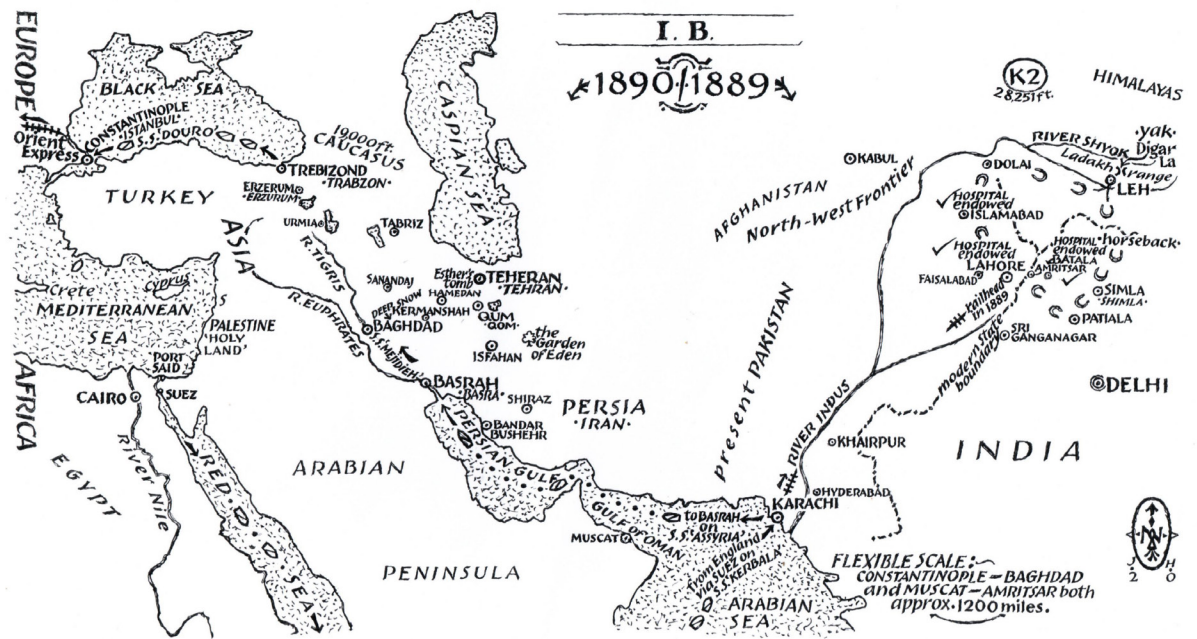 I. B.
1890/1889
EUROPE
Orient
Express
BLACK SEA
CONSTANTINOPLE
·ISTANBUL·
S.S. DOURO
1900oft.
CAUCASUS
TREBIZOND
·TRABZON·
ERZERUM
·ERZURUM·
TURKEY
URMIA
TABRIZ
CASPIAN SEA
ASIA
R. TIGRIS
R. EUPHRATES
SANANDAJ
Esther's
tomb
TEHERAN
·TEHRAN·
HAMEDAN
DEEP SNOW
KERMANSHAH
QUM
·QOM·
BAGHDAD
the
Garden
of Eden
ISFAHAN
S.S. MEJIDIEH
BASRAH
·BASRA·
SHIRAZ
PERSIA
·IRAN·
BANDAR
BUSHEHR
PERSIAN GULF
Crete
Cyprus
MEDITERRANEAN
SEA
PALESTINE
'HOLY
LAND'
PORT
SAID
SUEZ
CAIRO
AFRICA
EGYPT
River Nile
RED SEA
ARABIAN
PENINSULA
MUSCAT
GULF OF OMAN
to BASRAH
on
S.S. 'ASSYRIA'
from England
via SUEZ on
S.S. 'KERBALA'
ARABIAN
SEA
KARACHI
HYDERABAD
KHAIRPUR
RIVER INDUS
present PAKISTAN
AFGHANISTAN
North-West Frontier
KABUL
K2
28,251ft.
HIMALAYAS
RIVER SHYOK
·yak·
Digar
La
Ladakh range
LEH
DOLAI
HOSPITAL
endowed
ISLAMABAD
HOSPITAL
endowed
LAHORE
HOSPITAL
endowed
BATALA
·horseback·
AMRITSAR
FAISALABAD
railhead
in 1889
SIMLA
·SHIMLA·
PATIALA
SRI
GANGANAGAR
modern state
boundary
DELHI
INDIA
FLEXIBLE SCALE:~
CONSTANTINOPLE – BAGHDAD
and MUSCAT – AMRITSAR both
approx. 1200 miles.
N
J H
2 0